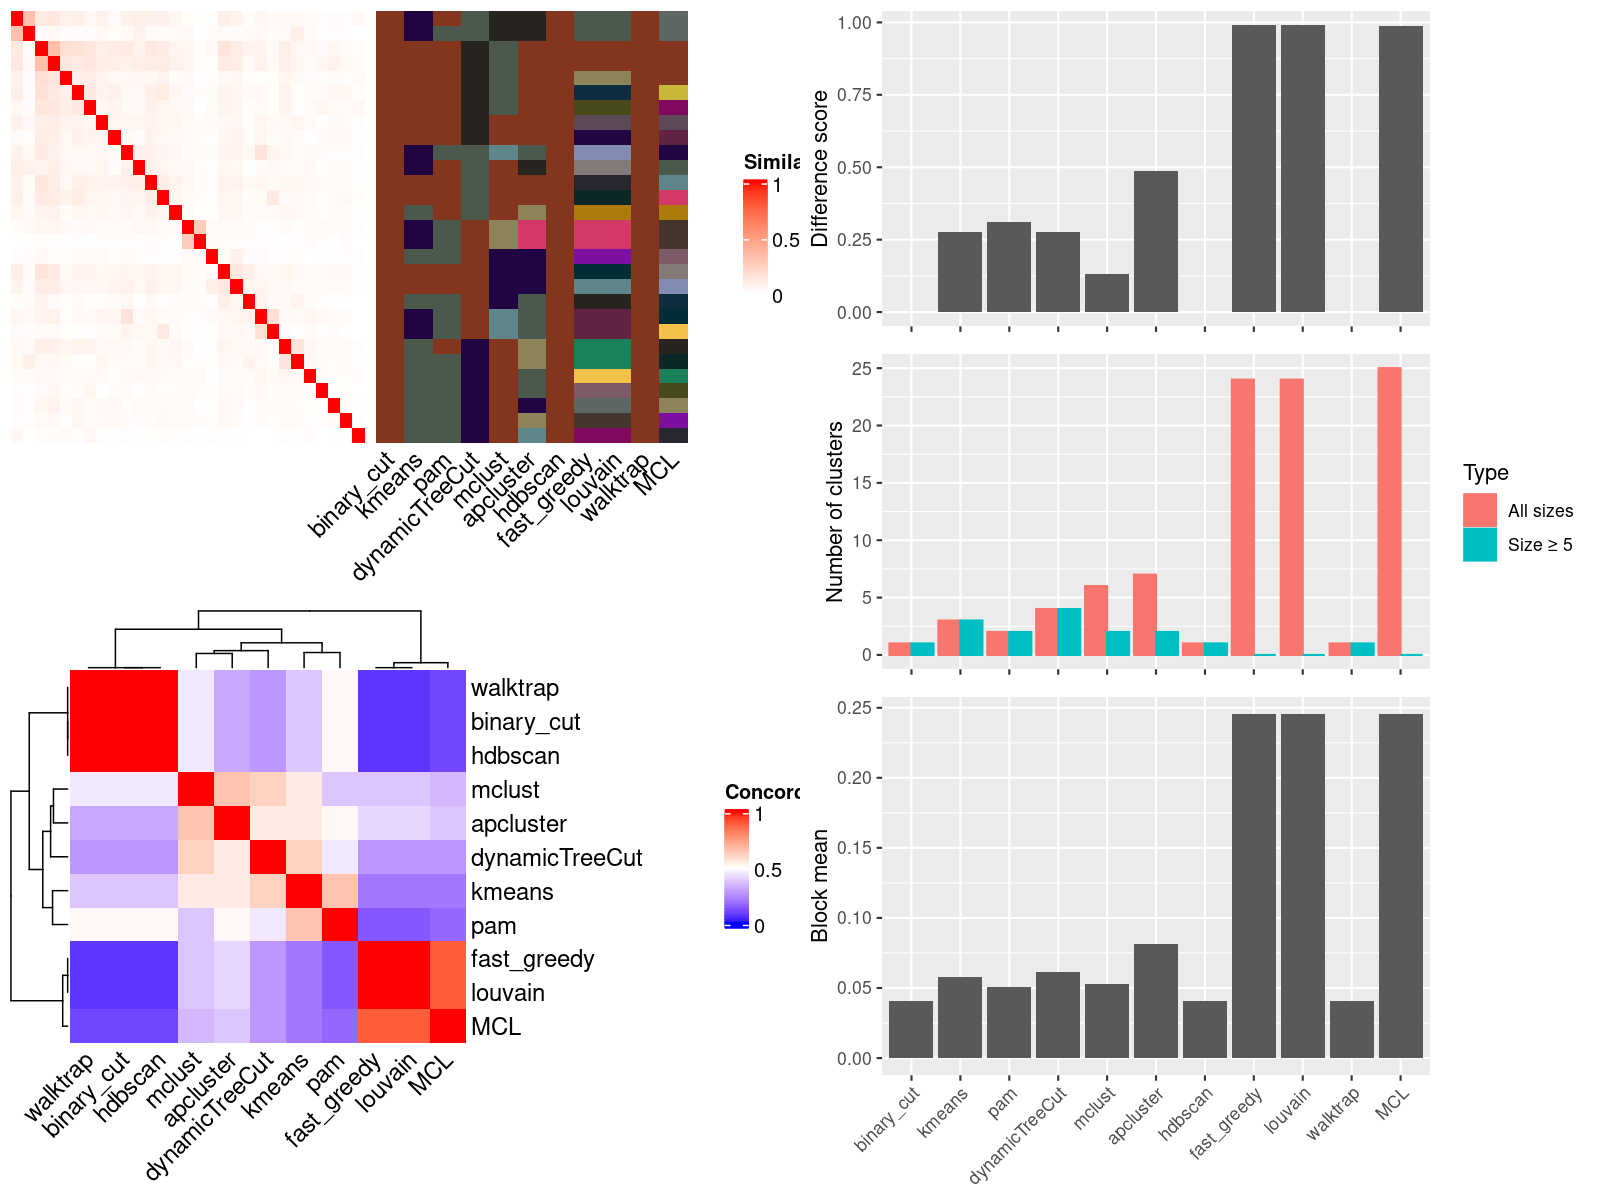 binary_cut
kmeans
pam
dynamicTreeCut
mclust
apcluster
hdbscan
fast_greedy
louvain
walktrap
MCL
Simila
1
0.5
0
walktrap
binary_cut
hdbscan
mclust
apcluster
dynamicTreeCut
kmeans
pam
fast_greedy
louvain
MCL
walktrap
binary_cut
hdbscan
mclust
apcluster
dynamicTreeCut
kmeans
pam
fast_greedy
louvain
MCL
Concord
1
0.5
0
Difference score
1.00
0.75
0.50
0.25
0.00
Number of clusters
25
20
15
10
5
0
Type
All sizes
Size ≥ 5
Block mean
0.25
0.20
0.15
0.10
0.05
0.00
binary_cut
kmeans
pam
dynamicTreeCut
mclust
apcluster
hdbscan
fast_greedy
louvain
walktrap
MCL